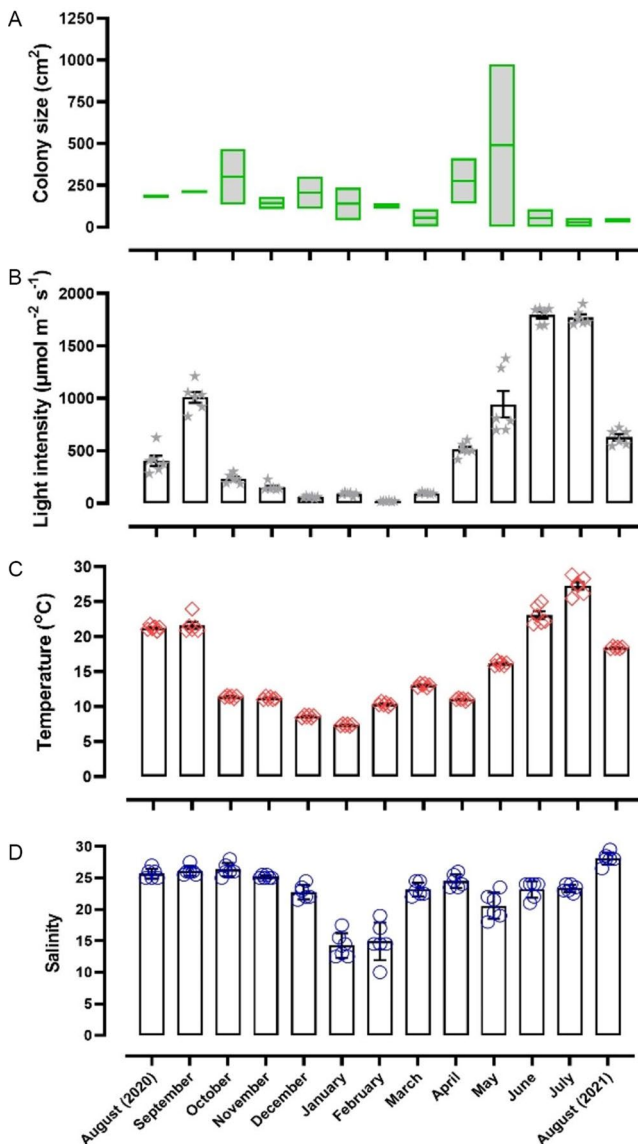 A
Colony size (cm²)
1250
1000
750
500
250
0
B
Light intensity (µmol m⁻² s⁻¹)
2000
1500
1000
500
0
C
Temperature (°C)
30
25
20
15
10
5
0
D
Salinity
30
25
20
15
10
5
0
August (2020)
September
October
November
December
January
February
March
April
May
June
July
August (2021)